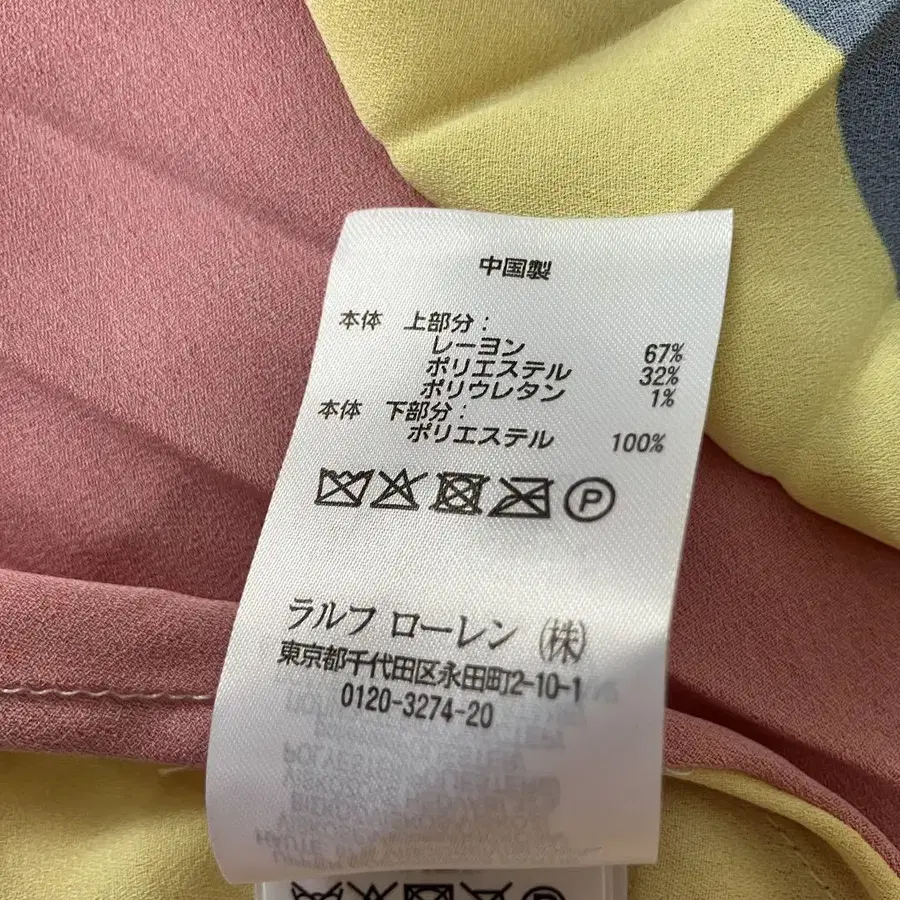 中国製
本体 上部分:
レーヨン 67%
ポリエステル 32%
ポリウレタン 1%
本体 下部分:
ポリエステル 100%
P
ラルフ ローレン (株)
東京都千代田区永田町2-10-1
0120-3274-20